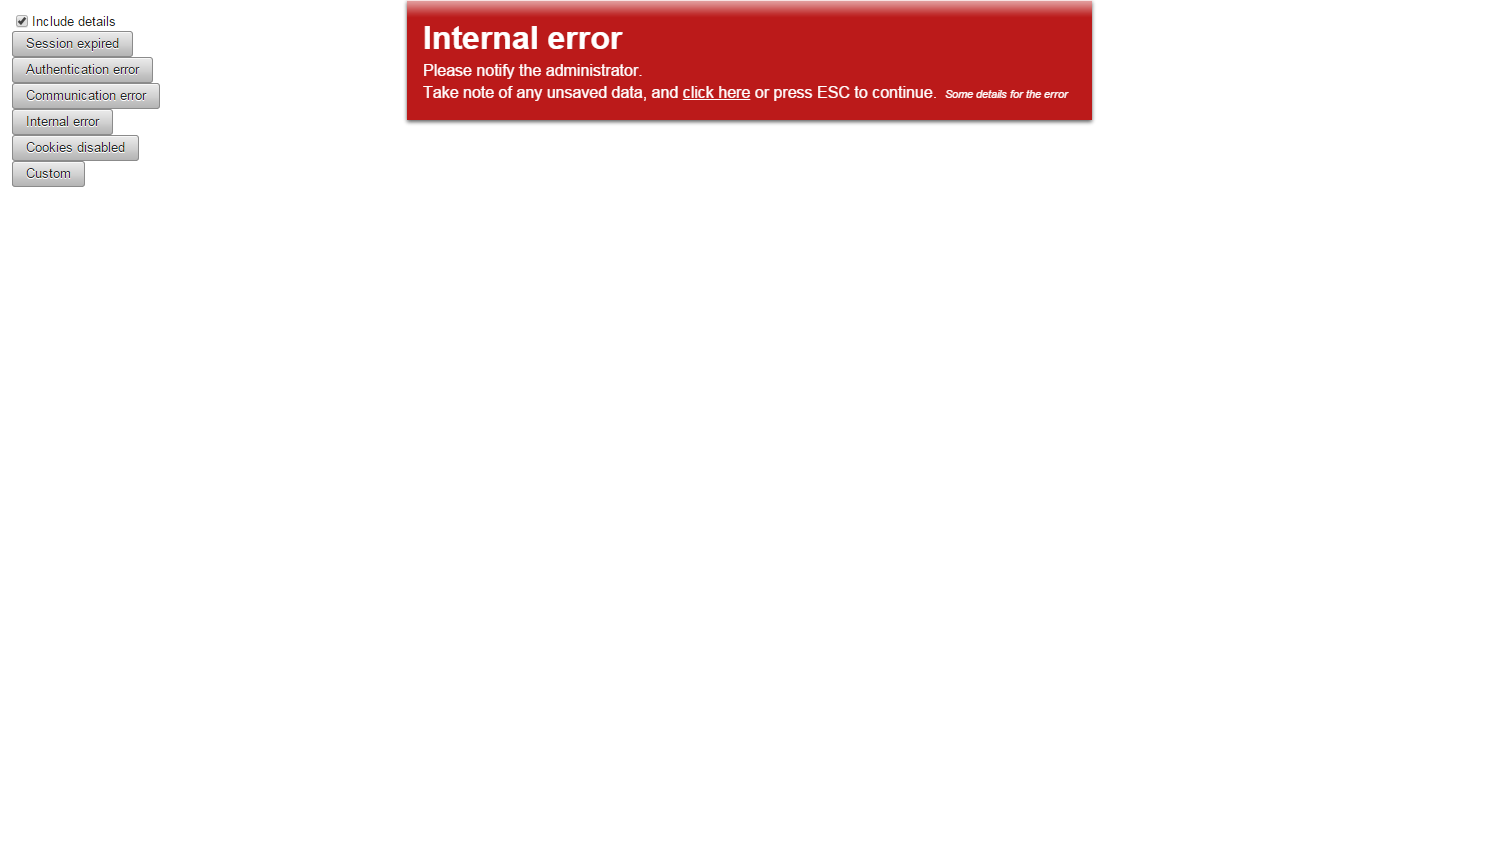 Include details
Session expired
Authentication error
Communication error
Internal error
Cookies disabled
Custom
Internal error
Please notify the administrator.
Take note of any unsaved data, and click here or press ESC to continue. Some details for the error